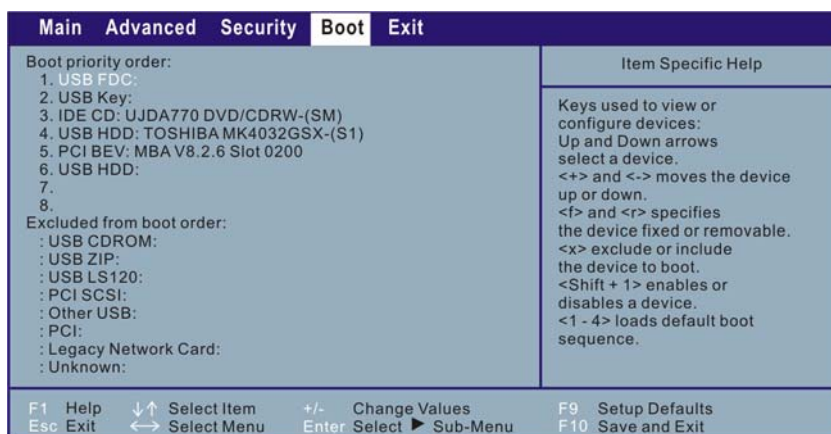 Main Advanced Security Boot Exit
Boot priority order:
1. USB FDC:
2. USB Key:
3. IDE CD: UJDA770 DVD/CDRW-(SM)
4. USB HDD: TOSHIBA MK4032GSX-(S1)
5. PCI BEV: MBA V8.2.6 Slot 0200
6. USB HDD:
7.
8.
Excluded from boot order:
: USB CDROM:
: USB ZIP:
: USB LS120:
: PCI SCSI:
: Other USB:
: PCI:
: Legacy Network Card:
: Unknown:
Item Specific Help
Keys used to view or
configure devices:
Up and Down arrows
select a device.
<+> and <-> moves the device
up or down.
<f> and <r> specifies
the device fixed or removable.
<x> exclude or include
the device to boot.
<Shift + 1> enables or
disables a device.
<1 - 4> loads default boot
sequence.
F1 Help ↓↑ Select Item +/- Change Values F9 Setup Defaults
Esc Exit ↔ Select Menu Enter Select ▶ Sub-Menu F10 Save and Exit